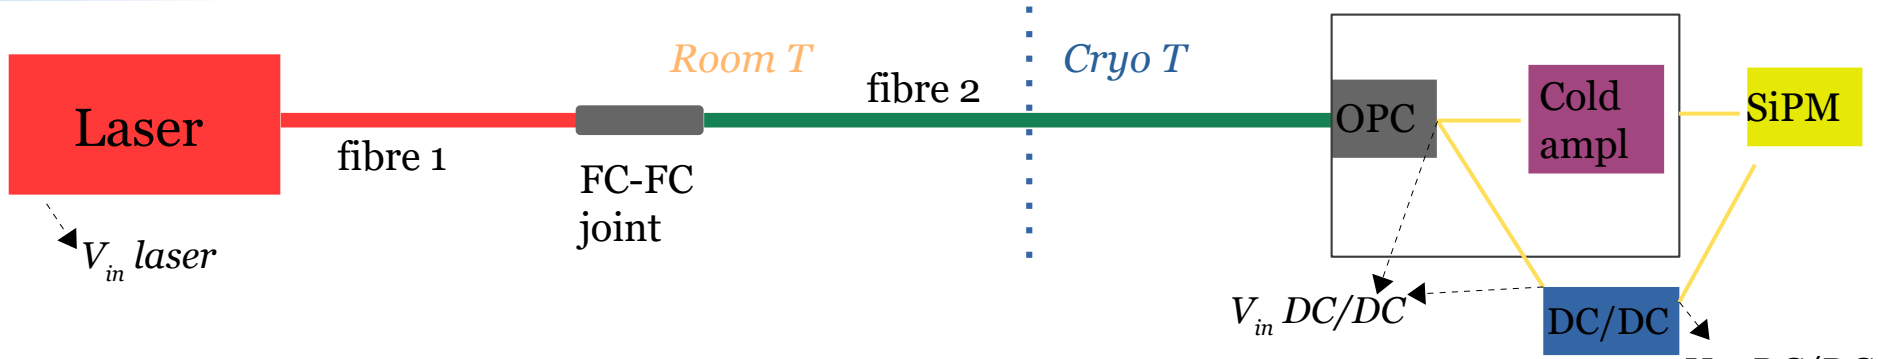 Room T
Cryo T
Laser
fibre 1
FC-FC
joint
fibre 2
OPC
Cold
ampl
SiPM
V_in laser
V_in DC/DC
DC/DC